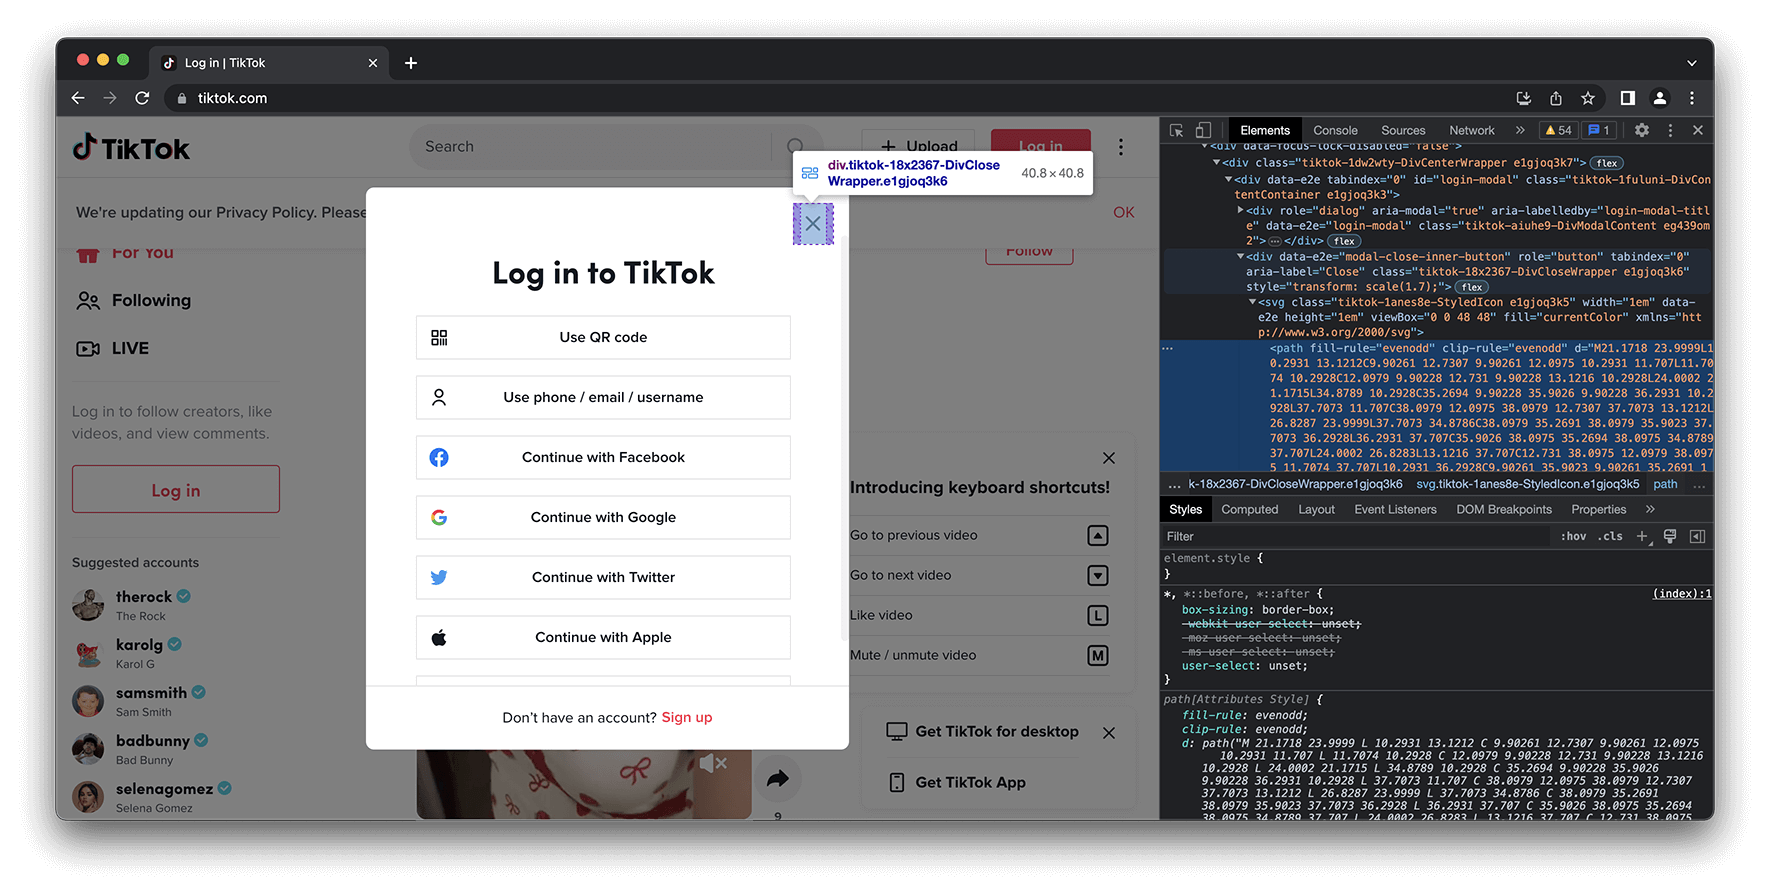 Log in | TikTok
tiktok.com
TikTok
Search
Upload
Log in
div.tiktok-18x2367-DivClose
Wrapper.e1gjoq3k6
40.8 × 40.8
We're updating our Privacy Policy. Please
OK
For You
Following
LIVE
Log in to follow creators, like
videos, and view comments.
Log in
Suggested accounts
therock
The Rock
karolg
Karol G
samsmith
Sam Smith
badbunny
Bad Bunny
selenagomez
Selena Gomez
Log in to TikTok
Use QR code
Use phone / email / username
Continue with Facebook
Continue with Google
Continue with Twitter
Continue with Apple
Don't have an account? Sign up
Follow
Introducing keyboard shortcuts!
Go to previous video
Go to next video
Like video
L
Mute / unmute video
M
Get TikTok for desktop
Get TikTok App
9
Elements
Console
Sources
Network
»
54
1
<div data-focus-lock-disabled="false">
<div class="tiktok-1dw2wty-DivCenterWrapper e1gjoq3k7"> flex
<div data-e2e tabindex="0" id="login-modal" class="tiktok-1fuluni-DivCon
tentContainer e1gjoq3k3">
<div role="dialog" aria-modal="true" aria-labelledby="login-modal-titl
e" data-e2e="login-modal" class="tiktok-aiuhe9-DivModalContent eg439om
2">…</div> flex
<div data-e2e="modal-close-inner-button" role="button" tabindex="0"
aria-label="Close" class="tiktok-18x2367-DivCloseWrapper e1gjoq3k6"
style="transform: scale(1.7);"> flex
<svg class="tiktok-1anes8e-StyledIcon e1gjoq3k5" width="1em" data-
e2e height="1em" viewBox="0 0 48 48" fill="currentColor" xmlns="htt
p://www.w3.org/2000/svg">
… <path fill-rule="evenodd" clip-rule="evenodd" d="M21.1718 23.9999L1
0.2931 13.1212C9.90261 12.7307 9.90261 12.0975 10.2931 11.707L11.70
74 10.2928C12.0979 9.90228 12.731 9.90228 13.1216 10.2928L24.0002 2
1.1715L34.8789 10.2928C35.2694 9.90228 35.9026 9.90228 36.2931 10.2
928L37.7073 11.707C38.0979 12.0975 38.0979 12.7307 37.7073 13.1212L
26.8287 23.9999L37.7073 34.8786C38.0979 35.2691 38.0979 35.9023 37.
7073 36.2928L36.2931 37.707C35.9026 38.0975 35.2694 38.0975 34.8789
37.707L24.0002 26.8283L13.1216 37.707C12.731 38.0975 12.0979 38.097
5 11.7074 37.707L10.2931 36.2928C9.90261 35.9023 9.90261 35.2691 1
… k-18x2367-DivCloseWrapper.e1gjoq3k6 svg.tiktok-1anes8e-StyledIcon.e1gjoq3k5 path …
Styles
Computed
Layout
Event Listeners
DOM Breakpoints
Properties
»
Filter
:hov
.cls
element.style {
}
*, *::before, *::after {
(index):1
box-sizing: border-box;
-webkit-user-select: unset;
-moz-user-select: unset;
-ms-user-select: unset;
user-select: unset;
}
path[Attributes Style] {
fill-rule: evenodd;
clip-rule: evenodd;
d: path("M 21.1718 23.9999 L 10.2931 13.1212 C 9.90261 12.7307 9.90261 12.0975
10.2931 11.707 L 11.7074 10.2928 C 12.0979 9.90228 12.731 9.90228 13.1216
10.2928 L 24.0002 21.1715 L 34.8789 10.2928 C 35.2694 9.90228 35.9026
9.90228 36.2931 10.2928 L 37.7073 11.707 C 38.0979 12.0975 38.0979 12.7307
37.7073 13.1212 L 26.8287 23.9999 L 37.7073 34.8786 C 38.0979 35.2691
38.0979 35.9023 37.7073 36.2928 L 36.2931 37.707 C 35.9026 38.0975 35.2694
38.0975 34.8789 37.707 L 24.0002 26.8283 L 13.1216 37.707 C 12.731 38.0975